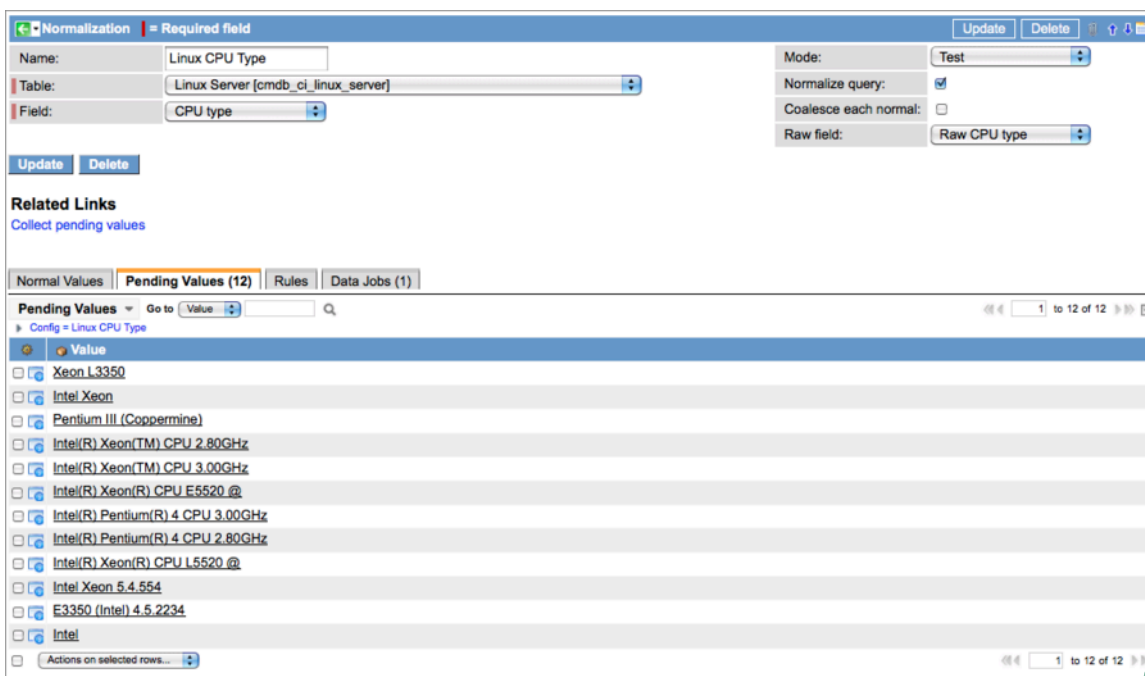 Normalization = Required field Update Delete
Name: Linux CPU Type Mode: Test
Table: Linux Server [cmdb_ci_linux_server] Normalize query:
Field: CPU type Coalesce each normal:
Raw field: Raw CPU type
Update Delete
Related Links
Collect pending values
Normal Values Pending Values (12) Rules Data Jobs (1)
Pending Values Go to Value 1 to 12 of 12
Config = Linux CPU Type
Value
Xeon L3350
Intel Xeon
Pentium III (Coppermine)
Intel(R) Xeon(TM) CPU 2.80GHz
Intel(R) Xeon(TM) CPU 3.00GHz
Intel(R) Xeon(R) CPU E5520 @
Intel(R) Pentium(R) 4 CPU 3.00GHz
Intel(R) Pentium(R) 4 CPU 2.80GHz
Intel(R) Xeon(R) CPU L5520 @
Intel Xeon 5.4.554
E3350 (Intel) 4.5.2234
Intel
Actions on selected rows... 1 to 12 of 12